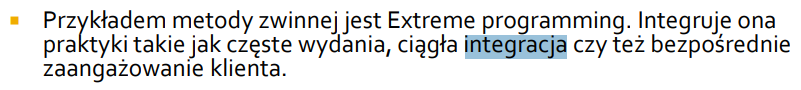 Przykładem metody zwinnej jest Extreme programming. Integruje ona
praktyki takie jak częste wydania, ciągła integracja czy też bezpośrednie
zaangażowanie klienta.